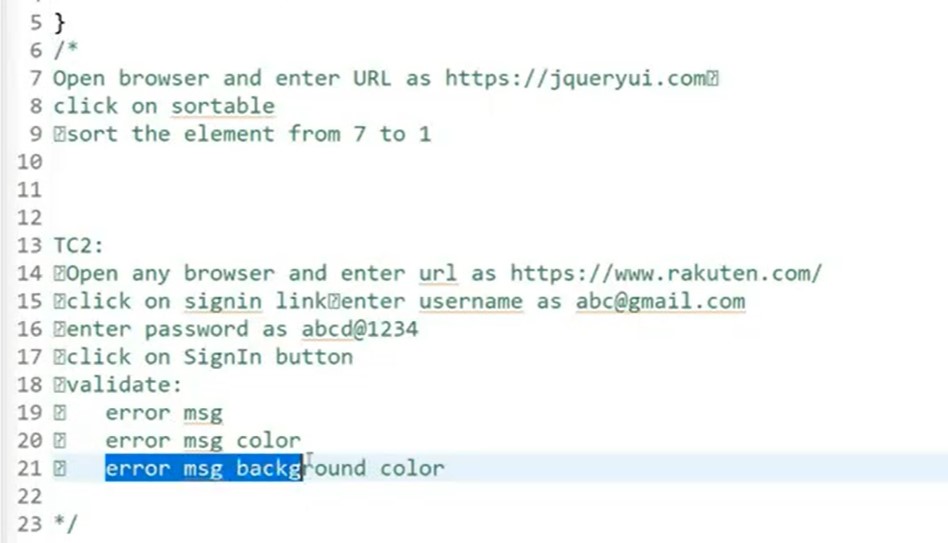 5 }
6 /*
7 Open browser and enter URL as https://jqueryui.com
8 click on sortable
9 sort the element from 7 to 1
10
11
12
13 TC2:
14 Open any browser and enter url as https://www.rakuten.com/
15 click on signin link enter username as abc@gmail.com
16 enter password as abcd@1234
17 click on SignIn button
18 validate:
19 error msg
20 error msg color
21 error msg background color
22
23 */